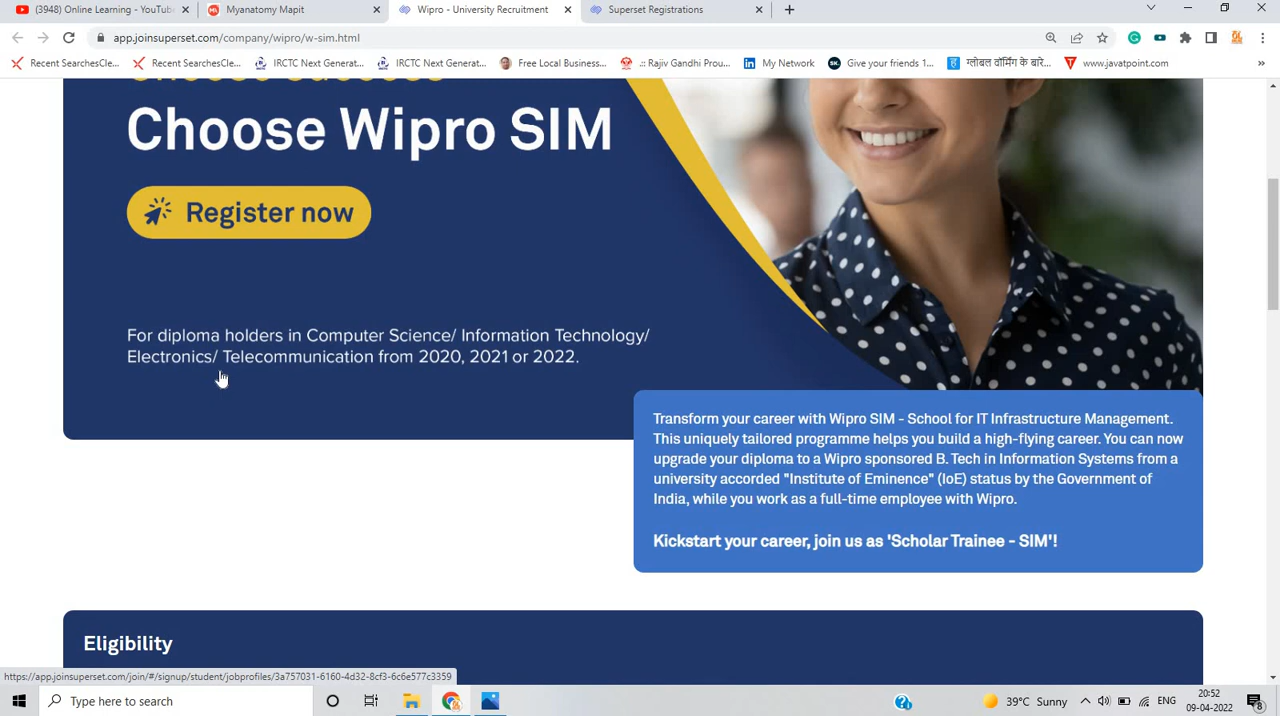 (3948) Online Learning - YouTub
Myanatomy Mapit
Wipro - University Recruitment
Superset Registrations
app.joinsuperset.com/company/wipro/w-sim.html
Recent SearchesCle...
Recent SearchesCle...
IRCTC Next Generat...
IRCTC Next Generat...
Free Local Business...
.:: Rajiv Gandhi Prou...
My Network
Give your friends 1...
ग्लोबल वॉर्मिंग के बारे...
www.javatpoint.com
»
Choose Wipro SIM
Register now
For diploma holders in Computer Science/ Information Technology/
Electronics/ Telecommunication from 2020, 2021 or 2022.
Transform your career with Wipro SIM - School for IT Infrastructure Management.
This uniquely tailored programme helps you build a high-flying career. You can now
upgrade your diploma to a Wipro sponsored B. Tech in Information Systems from a
university accorded "Institute of Eminence" (IoE) status by the Government of
India, while you work as a full-time employee with Wipro.
Kickstart your career, join us as 'Scholar Trainee - SIM'!
Eligibility
https://app.joinsuperset.com/join/#/signup/student/jobprofiles/3a757031-6160-4d32-8cf3-6c6e577c3359
Type here to search
39°C Sunny
ENG
20:52
09-04-2022
8